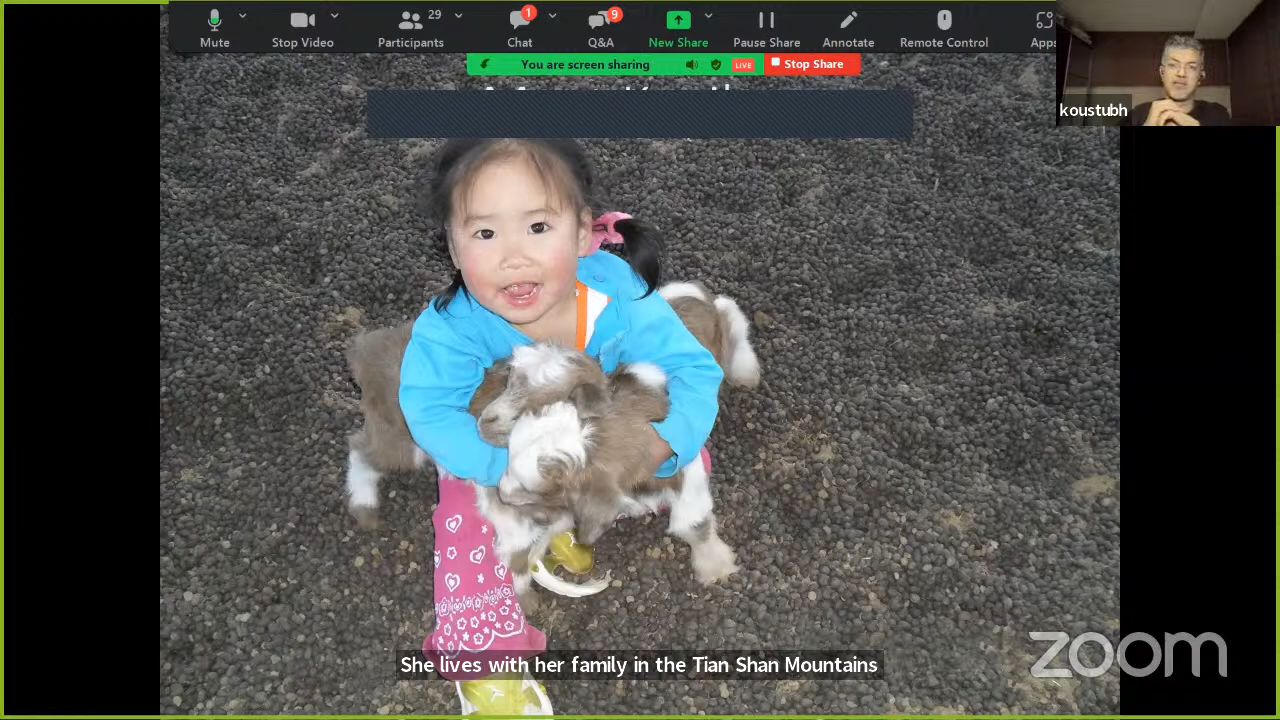 Mute
Stop Video
Participants
29
Chat
1
Q&A
9
New Share
Pause Share
Annotate
Remote Control
Apps
You are screen sharing
LIVE
Stop Share
koustubh
She lives with her family in the Tian Shan Mountains
zoom